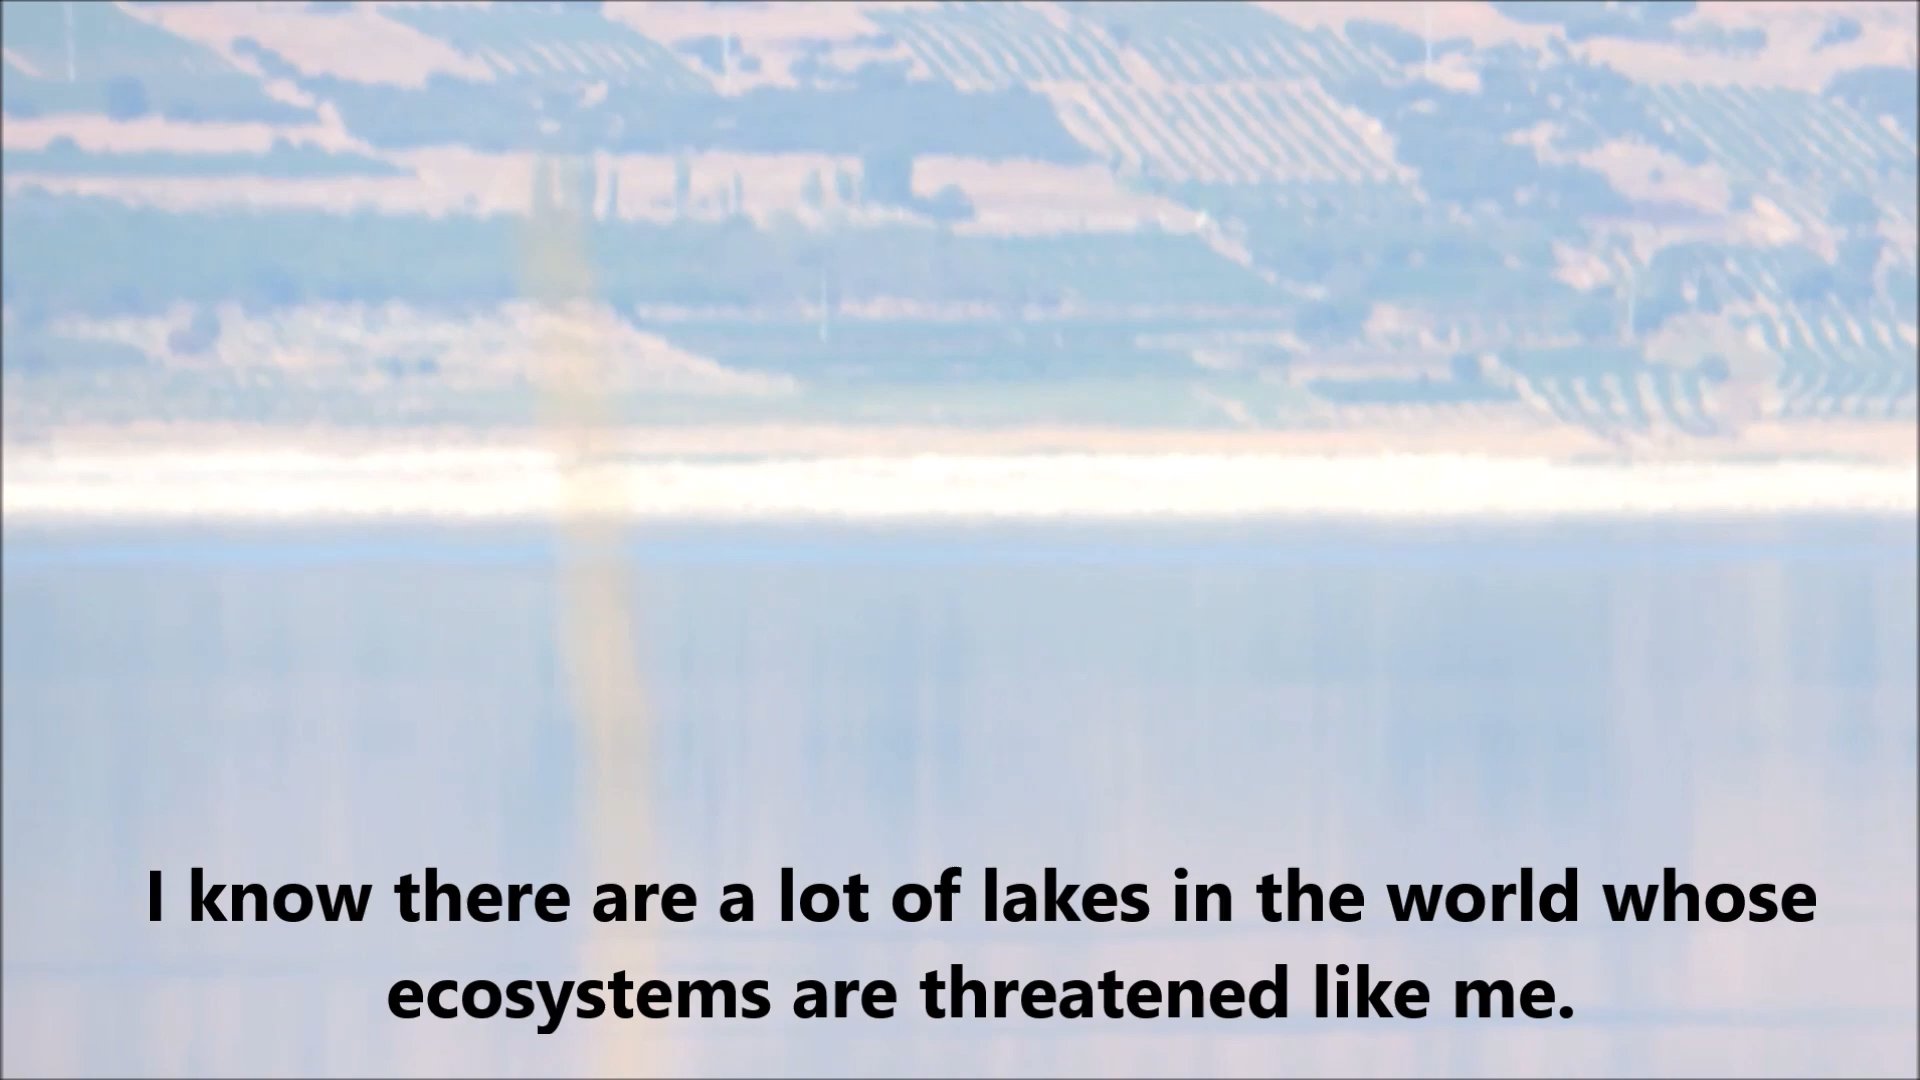 I know there are a lot of lakes in the world whose
ecosystems are threatened like me.